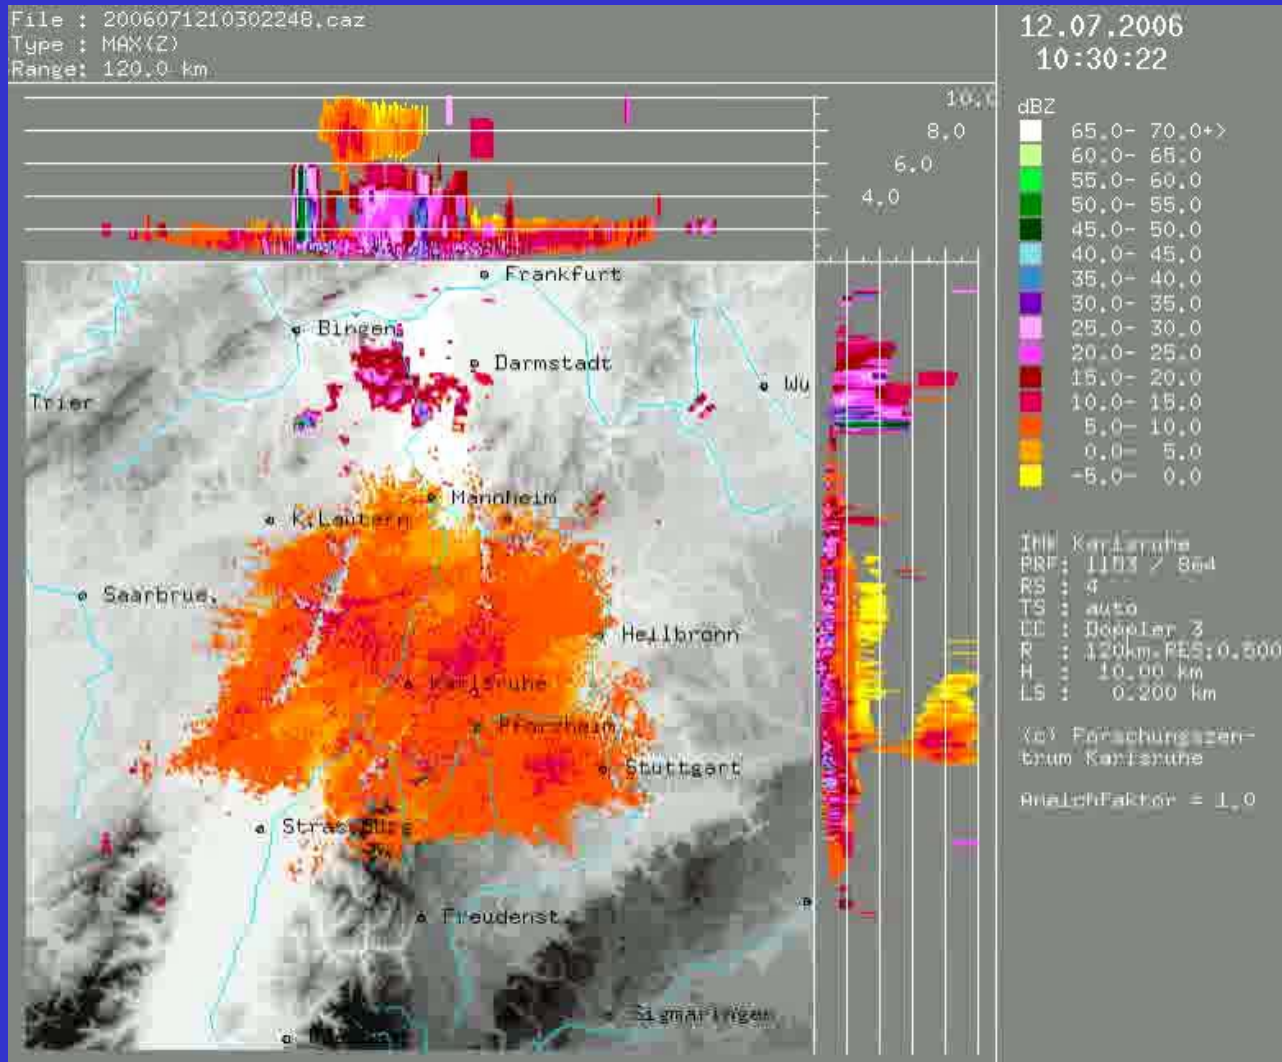 File : 2006071210302248.caz
Type : MAX(Z)
Range: 120.0 km
12.07.2006
10:30:22
10.0
8.0
6.0
4.0
dBZ
65.0- 70.0+>
60.0- 65.0
55.0- 60.0
50.0- 55.0
45.0- 50.0
40.0- 45.0
35.0- 40.0
30.0- 35.0
25.0- 30.0
20.0- 25.0
15.0- 20.0
10.0- 15.0
5.0- 10.0
0.0- 5.0
-5.0- 0.0
Frankfurt
Bingen
Darmstadt
Trier
Wu
Mannheim
K.Lautern
Saarbrue.
Heilbronn
Karlsruhe
Pforzheim
Stuttgart
Strassburg
Freudenst.
Sigmaringen
IMK Karlsruhe
PRF: 1153 / 864
RS : 4
TS : auto
: Doppler 3
R : 120km,RES:0.500
H : 10.00 km
LS : 0.200 km
(c) Forschungszen-
trum Karlsruhe
= 1.0